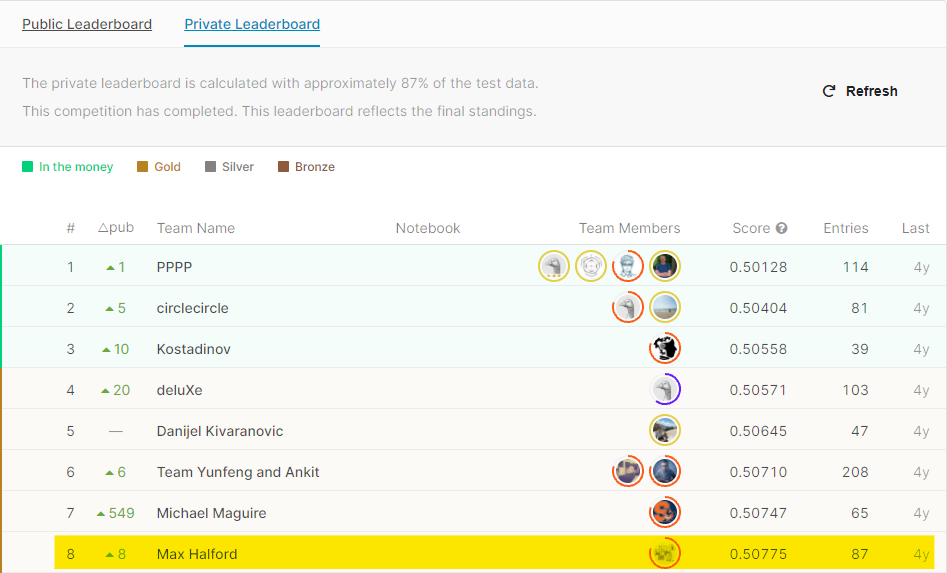 Public Leaderboard Private Leaderboard
The private leaderboard is calculated with approximately 87% of the test data.
This competition has completed. This leaderboard reflects the final standings.
Refresh
In the money Gold Silver Bronze
# △pub Team Name Notebook Team Members Score Entries Last
1 1 PPPP 0.50128 114 4y
2 5 circlecircle 0.50404 81 4y
3 10 Kostadinov 0.50558 39 4y
4 20 deluXe 0.50571 103 4y
5 — Danijel Kivaranovic 0.50645 47 4y
6 6 Team Yunfeng and Ankit 0.50710 208 4y
7 549 Michael Maguire 0.50747 65 4y
8 8 Max Halford 0.50775 87 4y